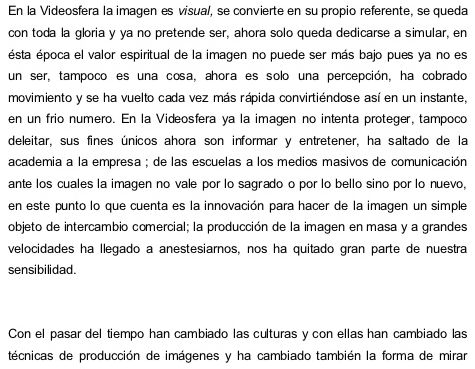 En la Videosfera la imagen es visual, se convierte en su propio referente, se queda
con toda la gloria y ya no pretende ser, ahora solo queda dedicarse a simular, en
ésta época el valor espiritual de la imagen no puede ser más bajo pues ya no es
un ser, tampoco es una cosa, ahora es solo una percepción, ha cobrado
movimiento y se ha vuelto cada vez más rápida convirtiéndose así en un instante,
en un frio numero. En la Videosfera ya la imagen no intenta proteger, tampoco
deleitar, sus fines únicos ahora son informar y entretener, ha saltado de la
academia a la empresa ; de las escuelas a los medios masivos de comunicación
ante los cuales la imagen no vale por lo sagrado o por lo bello sino por lo nuevo,
en este punto lo que cuenta es la innovación para hacer de la imagen un simple
objeto de intercambio comercial; la producción de la imagen en masa y a grandes
velocidades ha llegado a anestesiarnos, nos ha quitado gran parte de nuestra
sensibilidad.
Con el pasar del tiempo han cambiado las culturas y con ellas han cambiado las
técnicas de producción de imágenes y ha cambiado también la forma de mirar